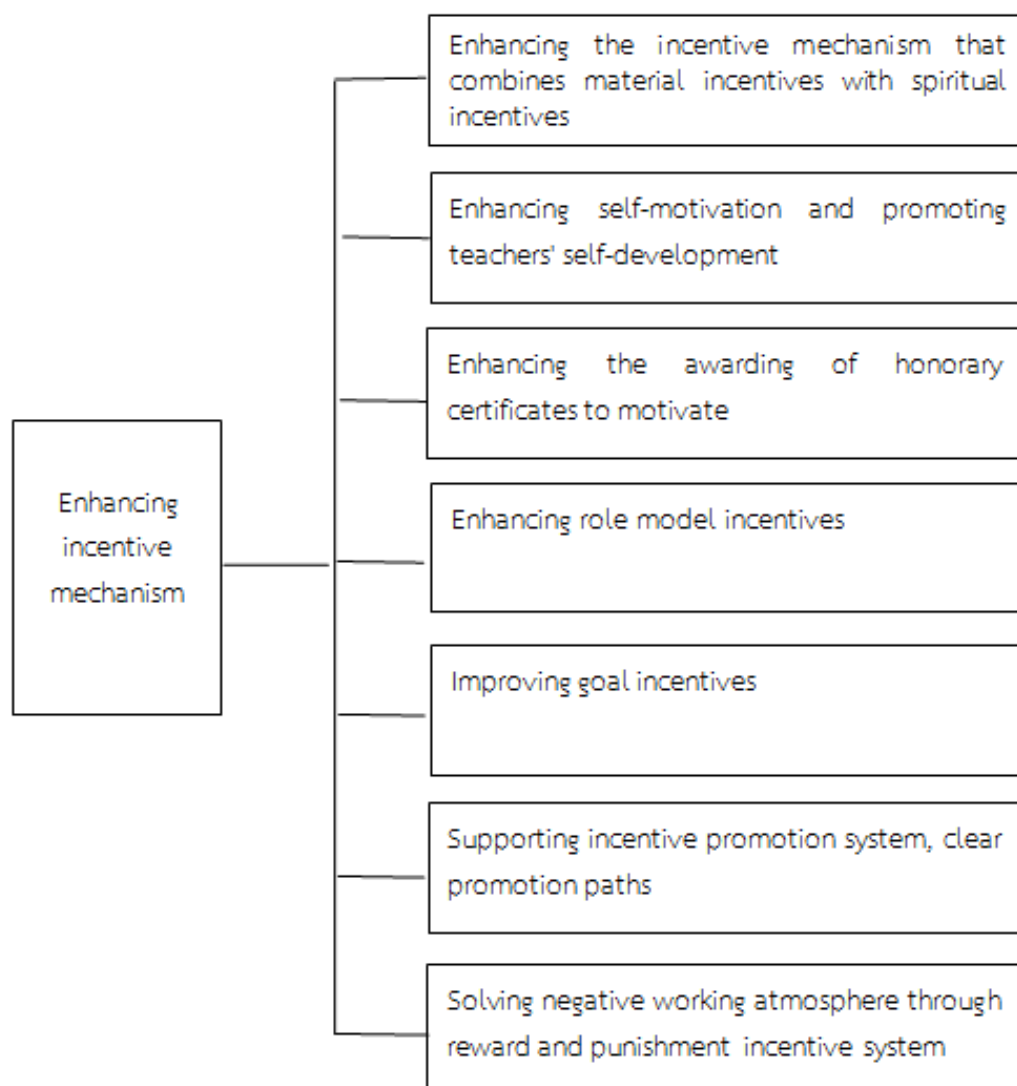 Enhancing the incentive mechanism that
combines material incentives with spiritual
incentives
Enhancing self-motivation and promoting
teachers' self-development
Enhancing the awarding of honorary
certificates to motivate
Enhancing
incentive
mechanism
Enhancing role model incentives
Improving goal incentives
Supporting incentive promotion system, clear
promotion paths
Solving negative working atmosphere through
reward and punishment incentive system